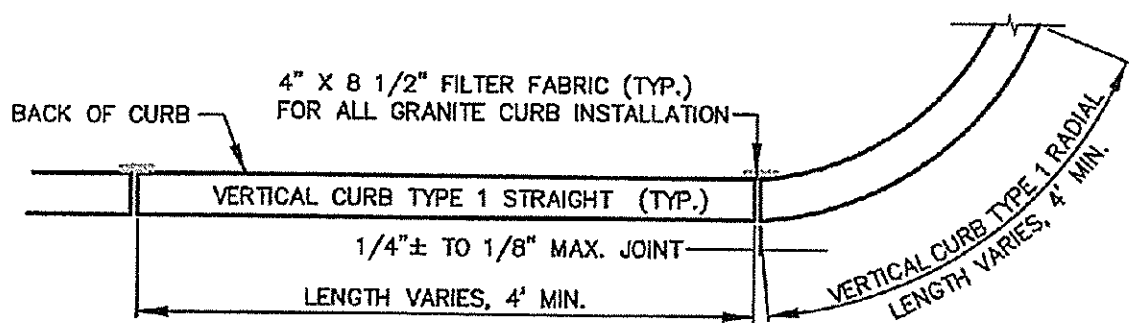 4" X 8 1/2" FILTER FABRIC (TYP.)
FOR ALL GRANITE CURB INSTALLATION
BACK OF CURB
VERTICAL CURB TYPE 1 STRAIGHT (TYP.)
1/4"± TO 1/8" MAX. JOINT
LENGTH VARIES, 4' MIN.
VERTICAL CURB TYPE 1 RADIAL
LENGTH VARIES, 4' MIN.